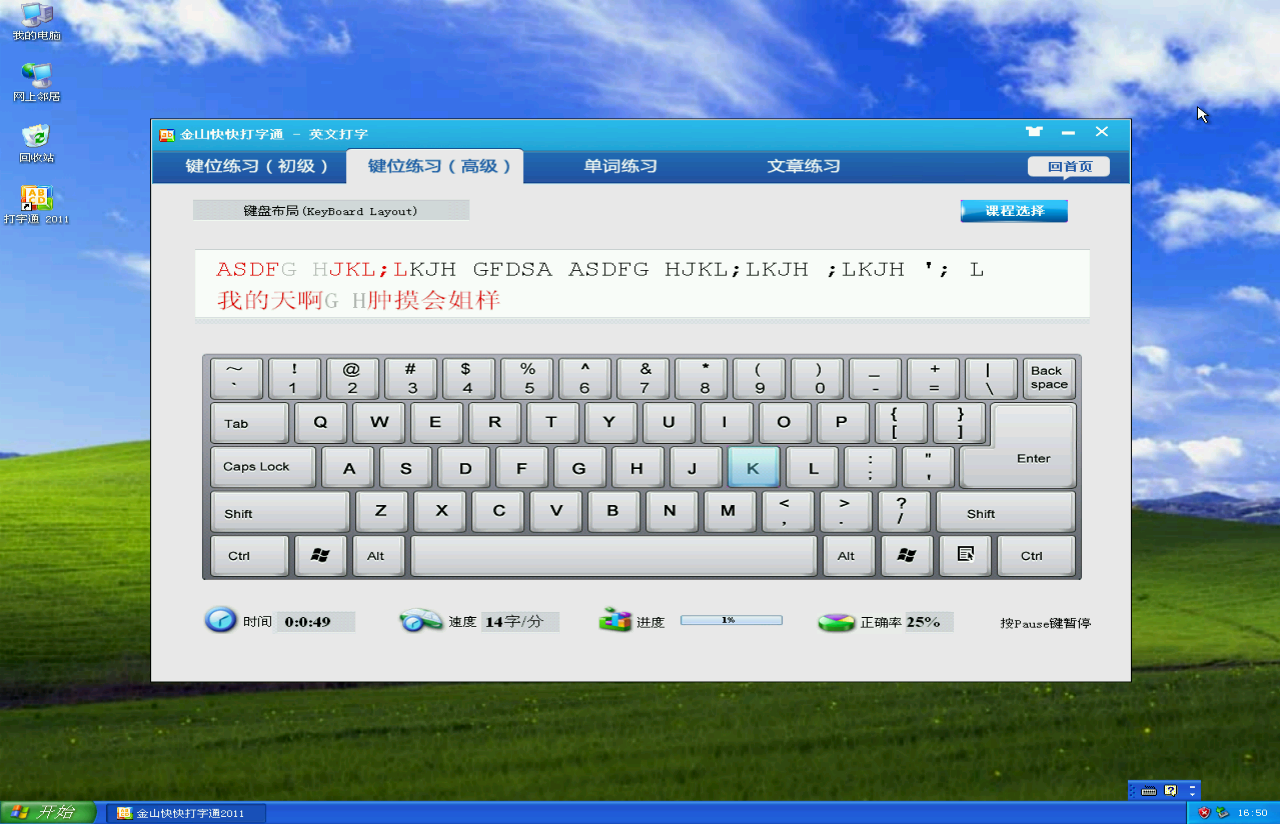 我的电脑
网上邻居
回收站
打字通 2011
金山快快打字通 - 英文打字
键位练习（初级）
键位练习（高级）
单词练习
文章练习
回首页
键盘布局(KeyBoard Layout)
课程选择
ASDFG HJKL;LKJH GFDSA ASDFG HJKL;LKJH ;LKJH '; L
我的天啊G H肿摸会姐样
~ ! @ # $ % ^ & * ( ) _ + | Back
` 1 2 3 4 5 6 7 8 9 0 - = \ space
Tab Q W E R T Y U I O P { [ } ]
Caps Lock A S D F G H J K L : ; " ' Enter
Shift Z X C V B N M < , > . ? / Shift
Ctrl Alt Alt Ctrl
时间 0:0:49 速度 14字/分 进度 1% 正确率 25% 按Pause键暂停
开始 金山快快打字通2011 16:50